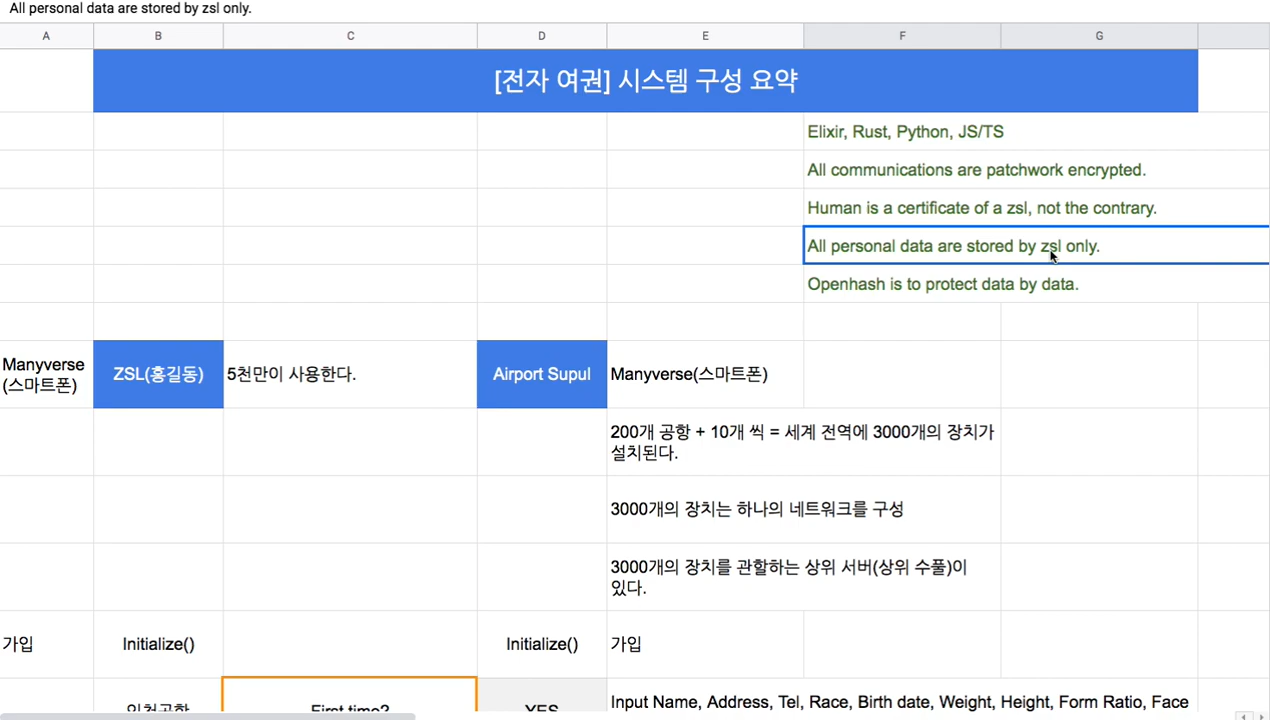 All personal data are stored by zsl only.
A B C D E F G
[전자 여권] 시스템 구성 요약
Elixir, Rust, Python, JS/TS
All communications are patchwork encrypted.
Human is a certificate of a zsl, not the contrary.
All personal data are stored by zsl only.
Openhash is to protect data by data.
Manyverse
(스마트폰)
ZSL(홍길동)
5천만이 사용한다.
Airport Supul
Manyverse(스마트폰)
200개 공항 + 10개 씩 = 세계 전역에 3000개의 장치가
설치된다.
3000개의 장치는 하나의 네트워크를 구성
3000개의 장치를 관할하는 상위 서버(상위 수풀)이
있다.
가입
Initialize()
Initialize()
가입
인천공항
First time?
YES
Input Name, Address, Tel, Race, Birth date, Weight, Height, Form Ratio, Face